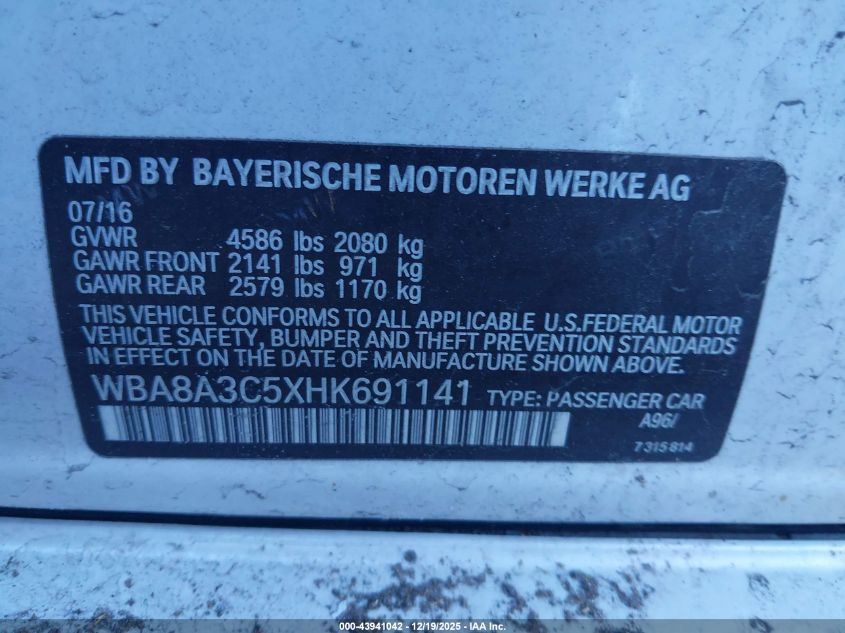 MFD BY BAYERISCHE MOTOREN WERKE AG
07/16
GVWR 4586 lbs 2080 kg
GAWR FRONT 2141 lbs 971 kg
GAWR REAR 2579 lbs 1170 kg
THIS VEHICLE CONFORMS TO ALL APPLICABLE U.S.FEDERAL MOTOR
VEHICLE SAFETY, BUMPER AND THEFT PREVENTION STANDARDS
IN EFFECT ON THE DATE OF MANUFACTURE SHOWN ABOVE.
WBA8A3C5XHK691141 TYPE: PASSENGER CAR
A96/
7315814
000-43941042 / 12/19/2025 - IAA Inc.